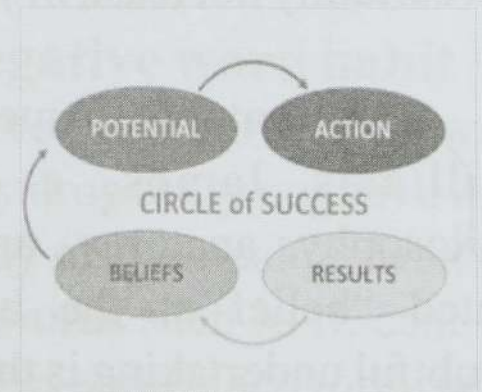 POTENTIAL ACTION
CIRCLE of SUCCESS
BELIEFS RESULTS